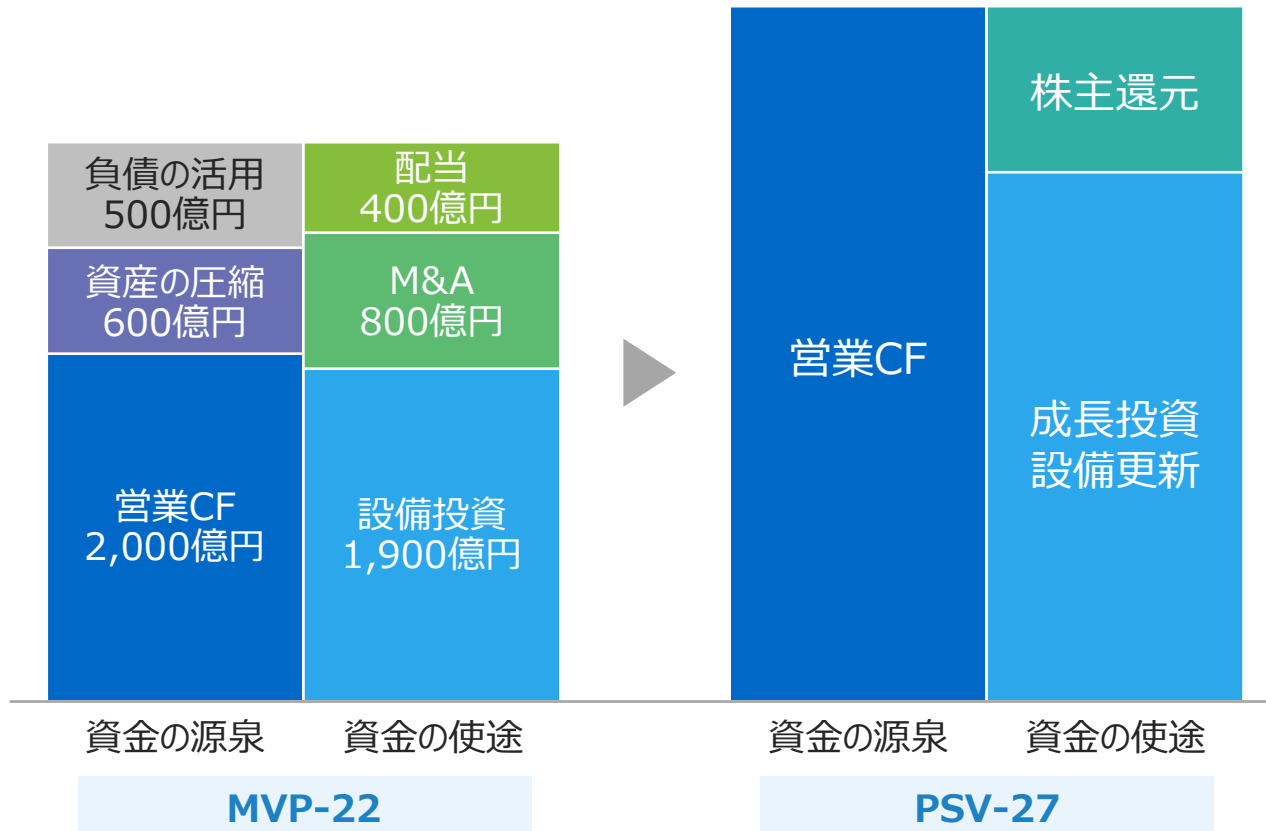 負債の活用
500億円
資産の圧縮
600億円
営業CF
2,000億円
配当
400億円
M&A
800億円
設備投資
1,900億円
資金の源泉
資金の使途
MVP-22
営業CF
株主還元
成長投資
設備更新
資金の源泉
資金の使途
PSV-27